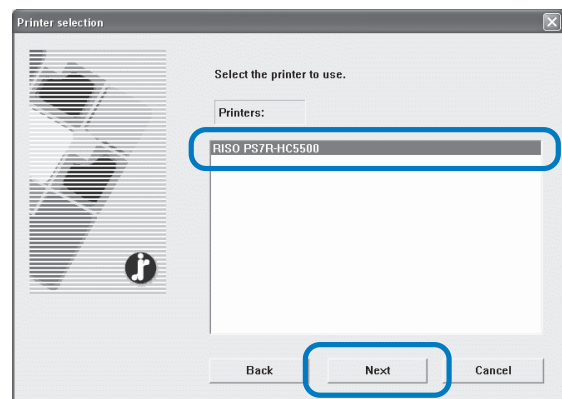 Printer selection
Select the printer to use.
Printers:
RISO PS7R-HC5500
Back Next Cancel